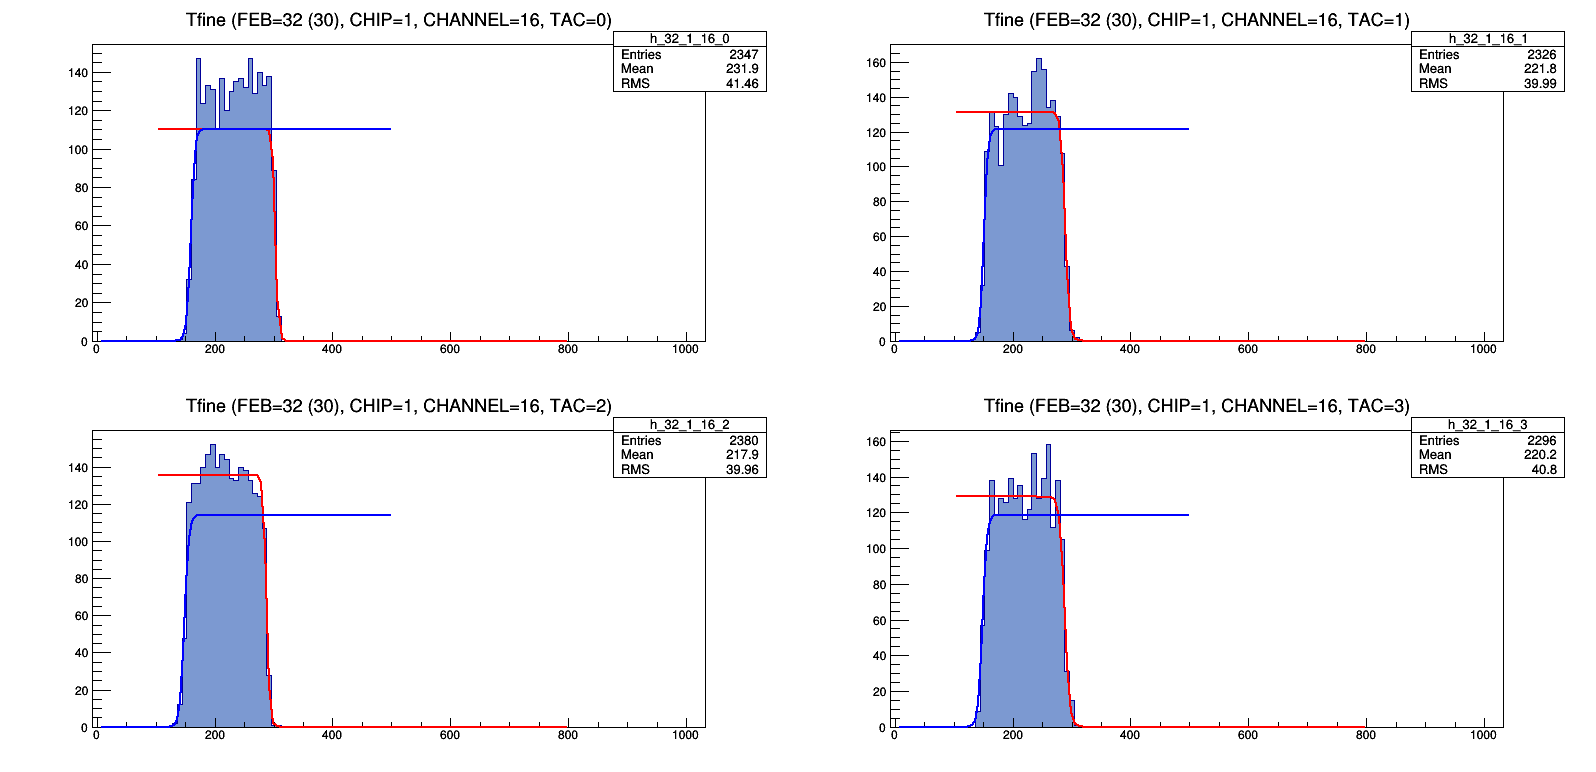 Tfine (FEB=32 (30), CHIP=1, CHANNEL=16, TAC=0)
h_32_1_16_0
Entries 2347
Mean 231.9
RMS 41.46
140
120
100
80
60
40
20
0
0 200 400 600 800 1000
Tfine (FEB=32 (30), CHIP=1, CHANNEL=16, TAC=1)
h_32_1_16_1
Entries 2326
Mean 221.8
RMS 39.99
160
140
120
100
80
60
40
20
0
0 200 400 600 800 1000
Tfine (FEB=32 (30), CHIP=1, CHANNEL=16, TAC=2)
h_32_1_16_2
Entries 2380
Mean 217.9
RMS 39.96
140
120
100
80
60
40
20
0
0 200 400 600 800 1000
Tfine (FEB=32 (30), CHIP=1, CHANNEL=16, TAC=3)
h_32_1_16_3
Entries 2296
Mean 220.2
RMS 40.8
160
140
120
100
80
60
40
20
0
0 200 400 600 800 1000